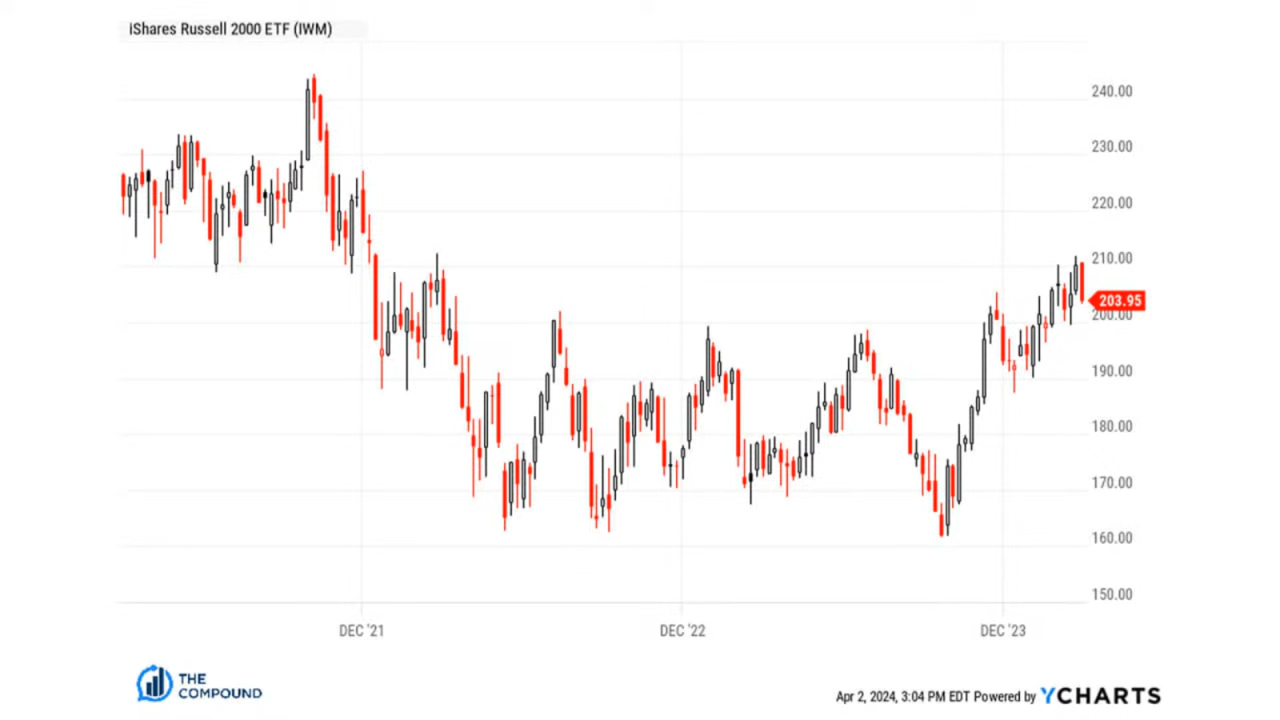 iShares Russell 2000 ETF (IWM)
240.00
230.00
220.00
210.00
203.95
200.00
190.00
180.00
170.00
160.00
150.00
DEC '21
DEC '22
DEC '23
THE
COMPOUND
Apr 2, 2024, 3:04 PM EDT Powered by YCHARTS